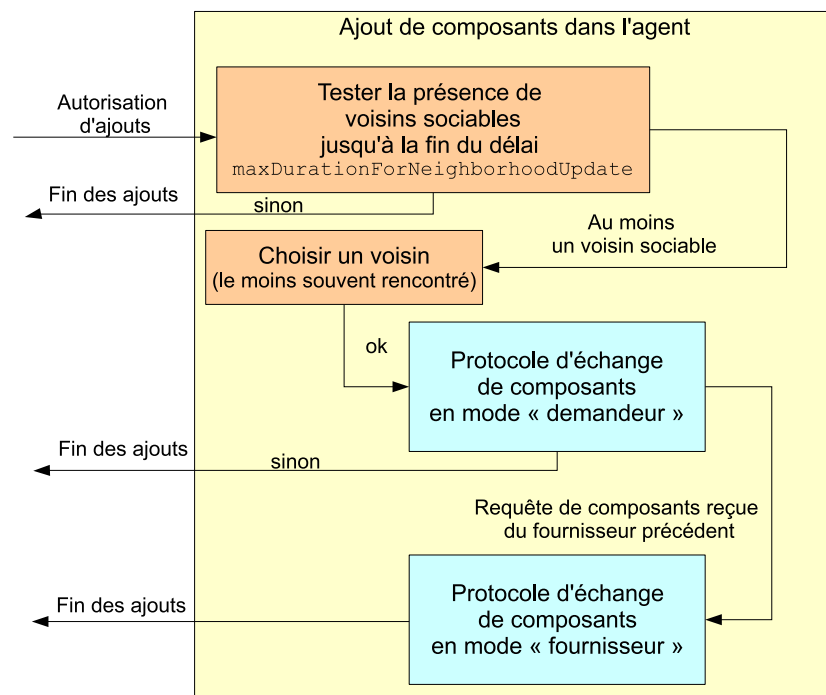 Ajout de composants dans l'agent
Autorisation
d'ajouts
Tester la présence de
voisins sociables
jusqu'à la fin du délai
maxDurationForNeighborhoodUpdate
Fin des ajouts
sinon
Au moins
un voisin sociable
Choisir un voisin
(le moins souvent rencontré)
ok
Protocole d'échange
de composants
en mode « demandeur »
Fin des ajouts
sinon
Requête de composants reçue
du fournisseur précédent
Protocole d'échange
de composants
en mode « fournisseur »
Fin des ajouts